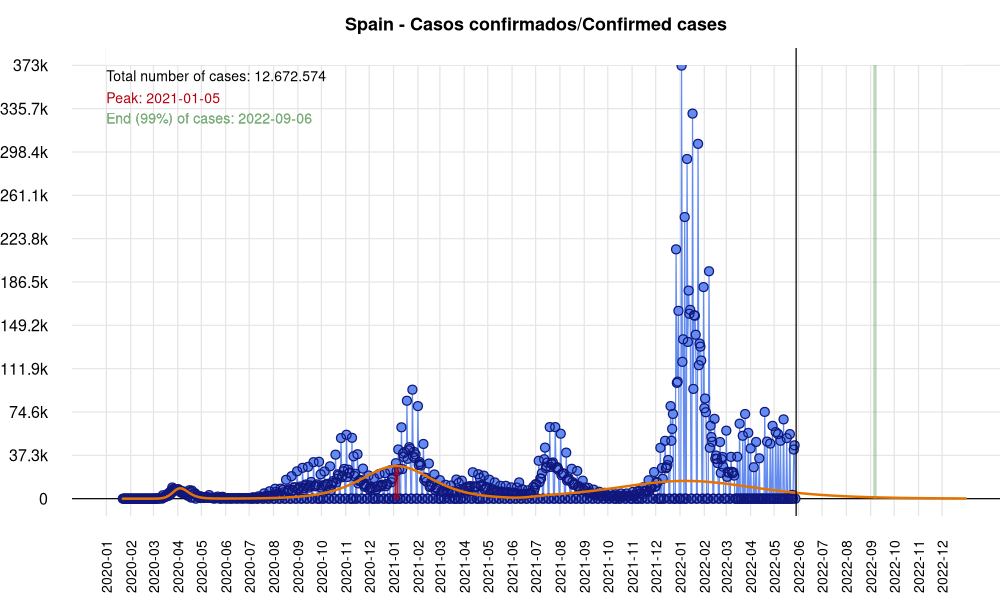 Spain - Casos confirmados/Confirmed cases
373k
Total number of cases: 12.672.574
Peak: 2021-01-05
335.7k
End (99%) of cases: 2022-09-06
298.4k
261.1k
223.8k
186.5k
149.2k
111.9k
74.6k
37.3k
0
2020-01
2020-02
2020-03
2020-04
2020-05
2020-06
2020-07
2020-08
2020-09
2020-10
2020-11
2020-12
2021-01
2021-02
2021-03
2021-04
2021-05
2021-06
2021-07
2021-08
2021-09
2021-10
2021-11
2021-12
2022-01
2022-02
2022-03
2022-04
2022-05
2022-06
2022-07
2022-08
2022-09
2022-10
2022-11
2022-12